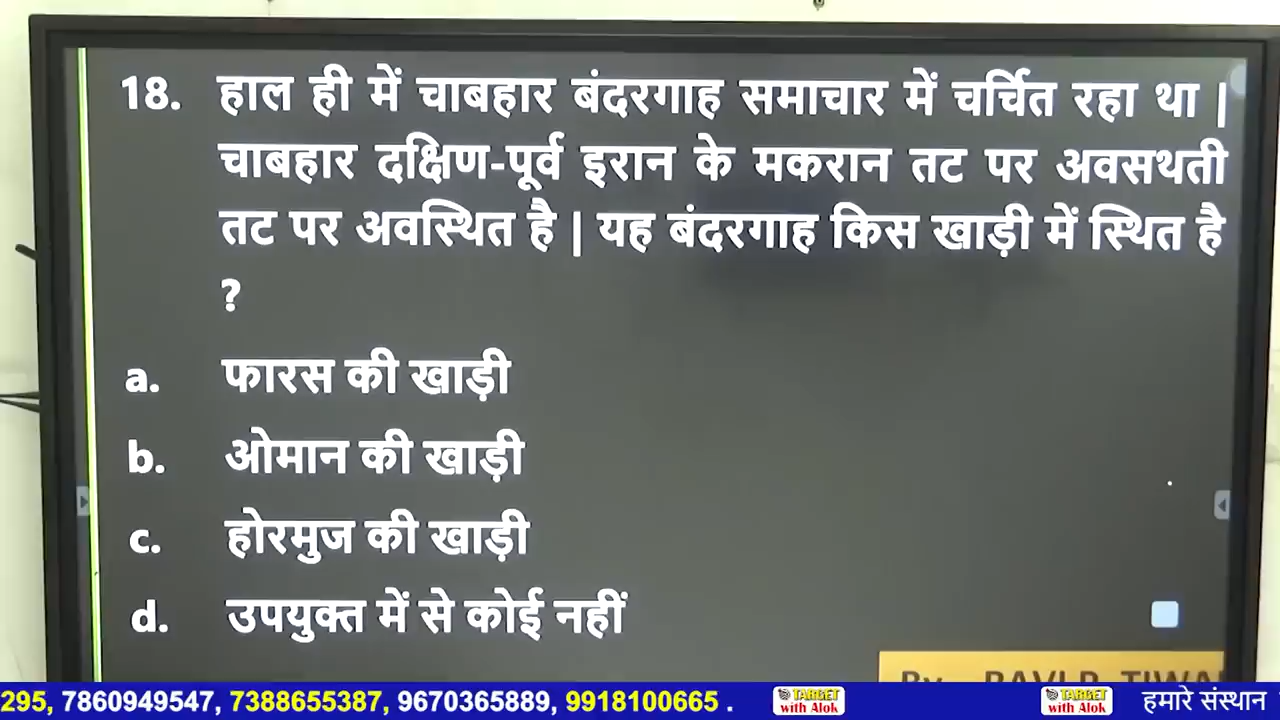 18. हाल ही में चाबहार बंदरगाह समाचार में चर्चित रहा था |
चाबहार दक्षिण-पूर्व इरान के मकरान तट पर अवसथती
तट पर अवस्थित है | यह बंदरगाह किस खाड़ी में स्थित है
?
a. फारस की खाड़ी
b. ओमान की खाड़ी
c. होरमुज की खाड़ी
d. उपयुक्त में से कोई नहीं
295, 7860949547, 7388655387, 9670365889, 9918100665 .
TARGET
with Alok
TARGET
with Alok
हमारे संस्थान